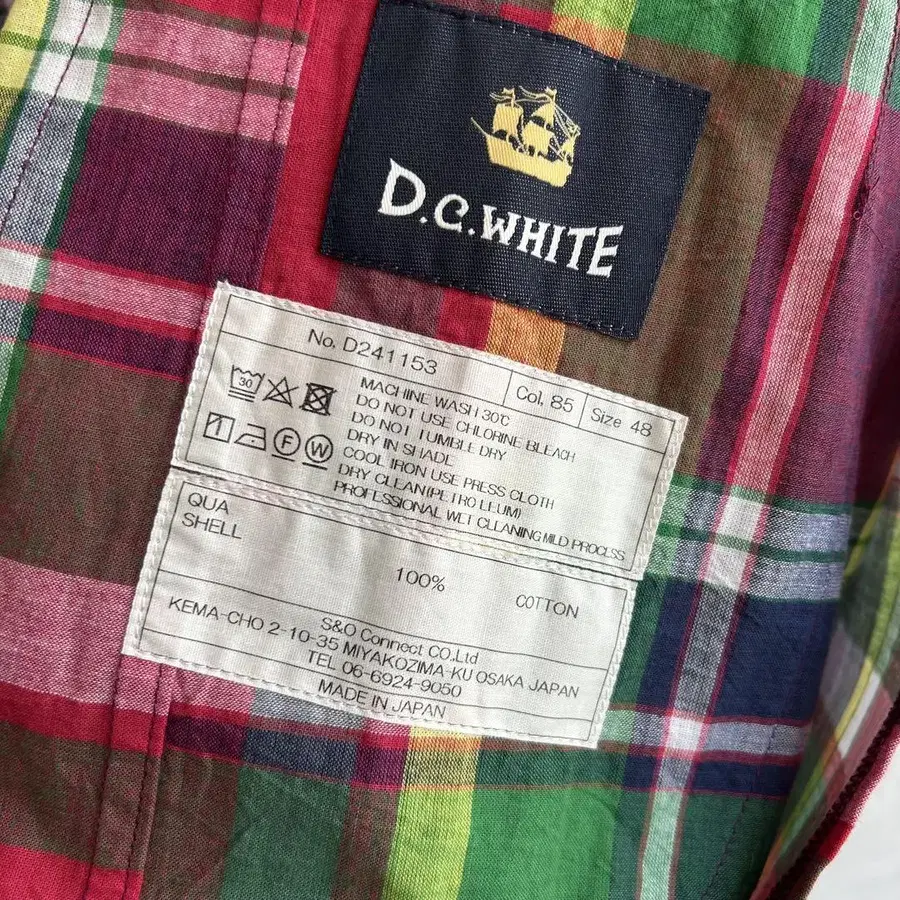 D.C.WHITE
No. D241153
Col. 85
Size 48
30
F
W
MACHINE WASH 30℃
DO NOT USE CHLORINE BLEACH
DO NOT TUMBLE DRY
DRY IN SHADE
COOL IRON USE PRESS CLOTH
DRY CLEAN(PETROLEUM)
PROFESSIONAL WET CLEANING MILD PROCESS
QUA
SHELL
100% COTTON
S&O Connect CO.Ltd
KEMA-CHO 2-10-35 MIYAKOZIMA-KU OSAKA JAPAN
TEL 06-6924-9050
MADE IN JAPAN